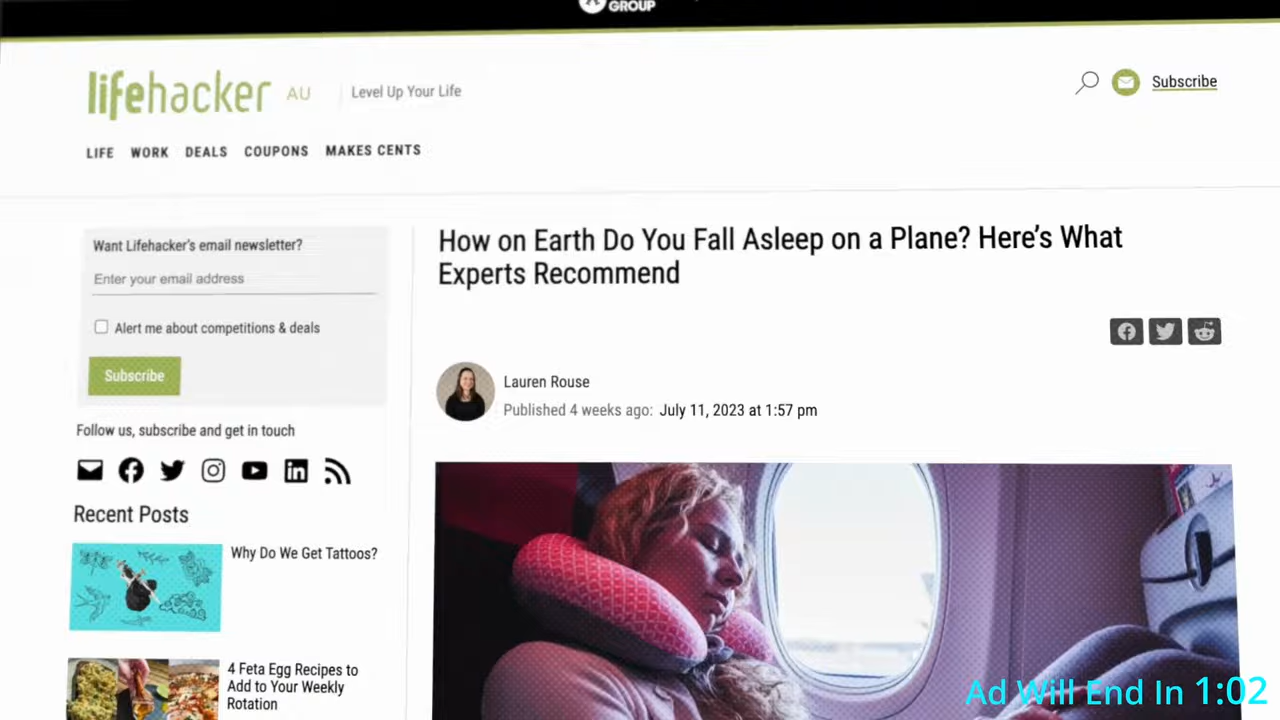 GROUP
lifehacker AU Level Up Your Life
Subscribe
LIFE WORK DEALS COUPONS MAKES CENTS
Want Lifehacker's email newsletter?
Enter your email address
Alert me about competitions & deals
Subscribe
Follow us, subscribe and get in touch
Recent Posts
Why Do We Get Tattoos?
4 Feta Egg Recipes to
Add to Your Weekly
Rotation
How on Earth Do You Fall Asleep on a Plane? Here's What
Experts Recommend
Lauren Rouse
Published 4 weeks ago: July 11, 2023 at 1:57 pm
Ad Will End In 1:02